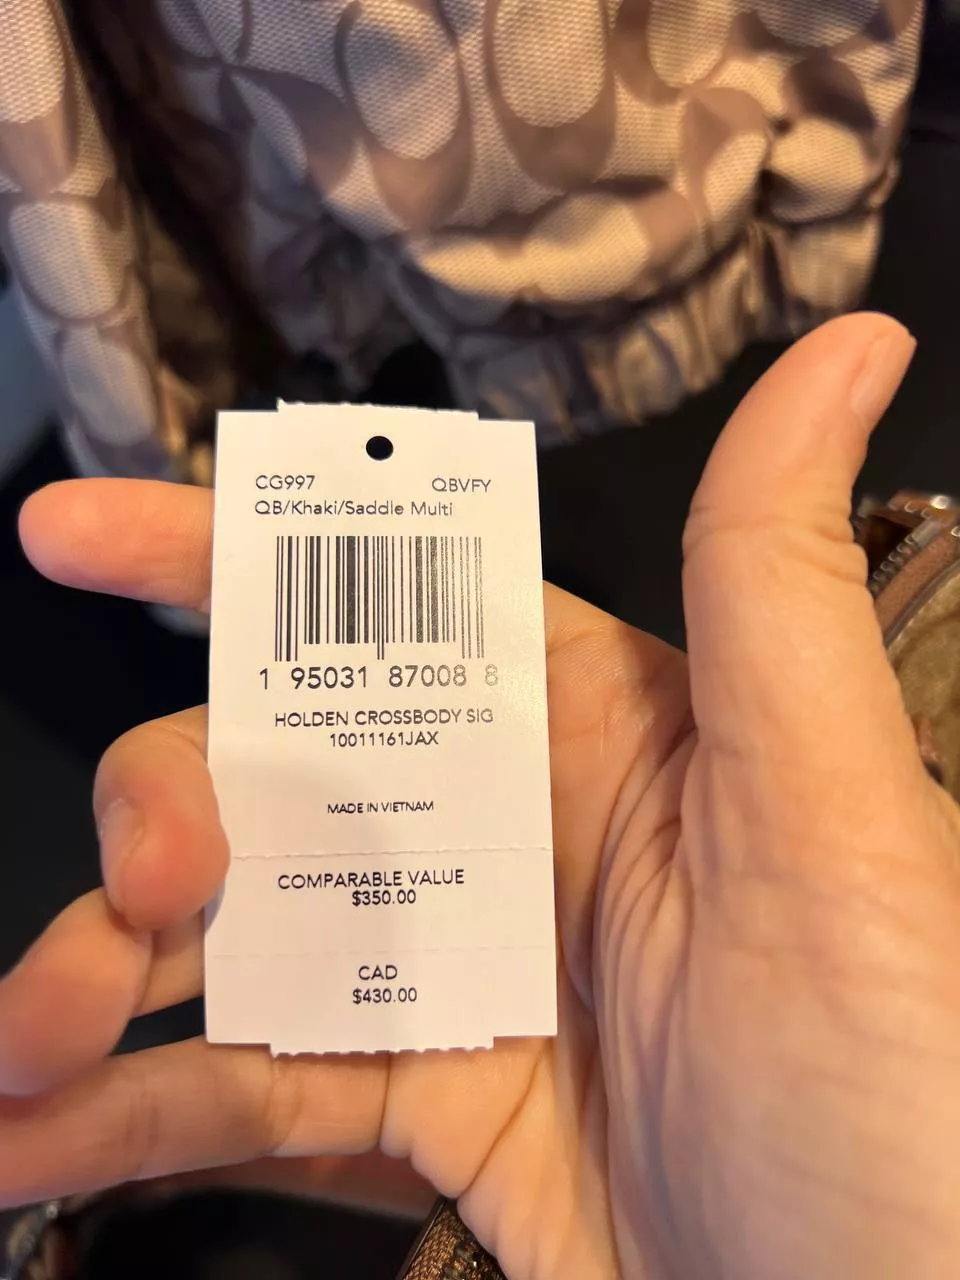 CG997 QBVFY
QB/Khaki/Saddle Multi
1 95031 87008 8
HOLDEN CROSSBODY SIG
10011161JAX
MADE IN VIETNAM
COMPARABLE VALUE
$350.00
CAD
$430.00